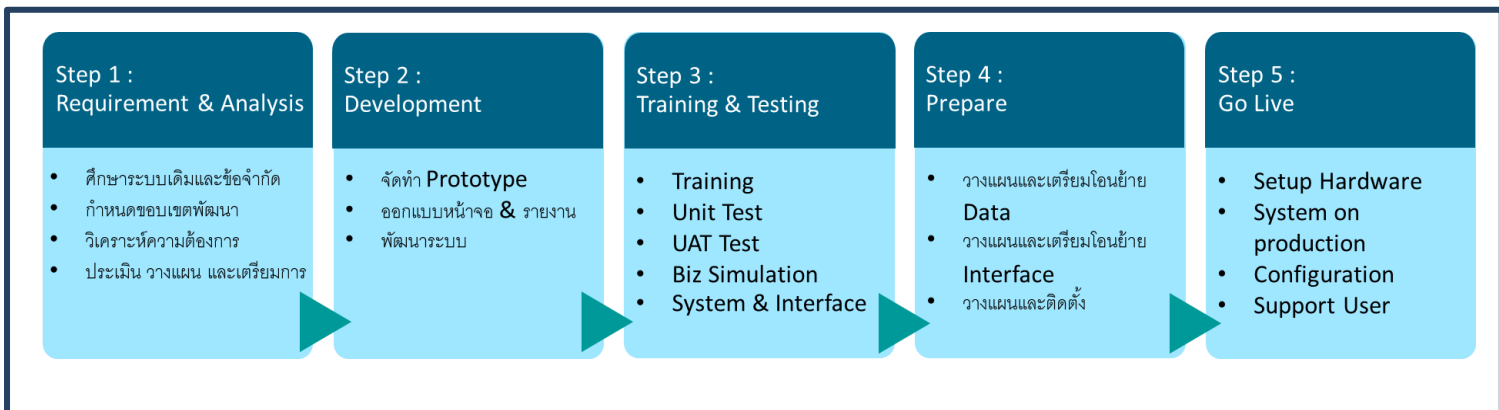 Step 1 :
Requirement & Analysis
• ศึกษาระบบเดิมและข้อจำกัด
• กำหนดขอบเขตพัฒนา
• วิเคราะห์ความต้องการ
• ประเมิน วางแผน และเตรียมการ
Step 2 :
Development
• จัดทำ Prototype
• ออกแบบหน้าจอ & รายงาน
• พัฒนาระบบ
Step 3 :
Training & Testing
• Training
• Unit Test
• UAT Test
• Biz Simulation
• System & Interface
Step 4 :
Prepare
• วางแผนและเตรียมโอนย้าย
Data
• วางแผนและเตรียมโอนย้าย
Interface
• วางแผนและติดตั้ง
Step 5 :
Go Live
• Setup Hardware
• System on
production
• Configuration
• Support User